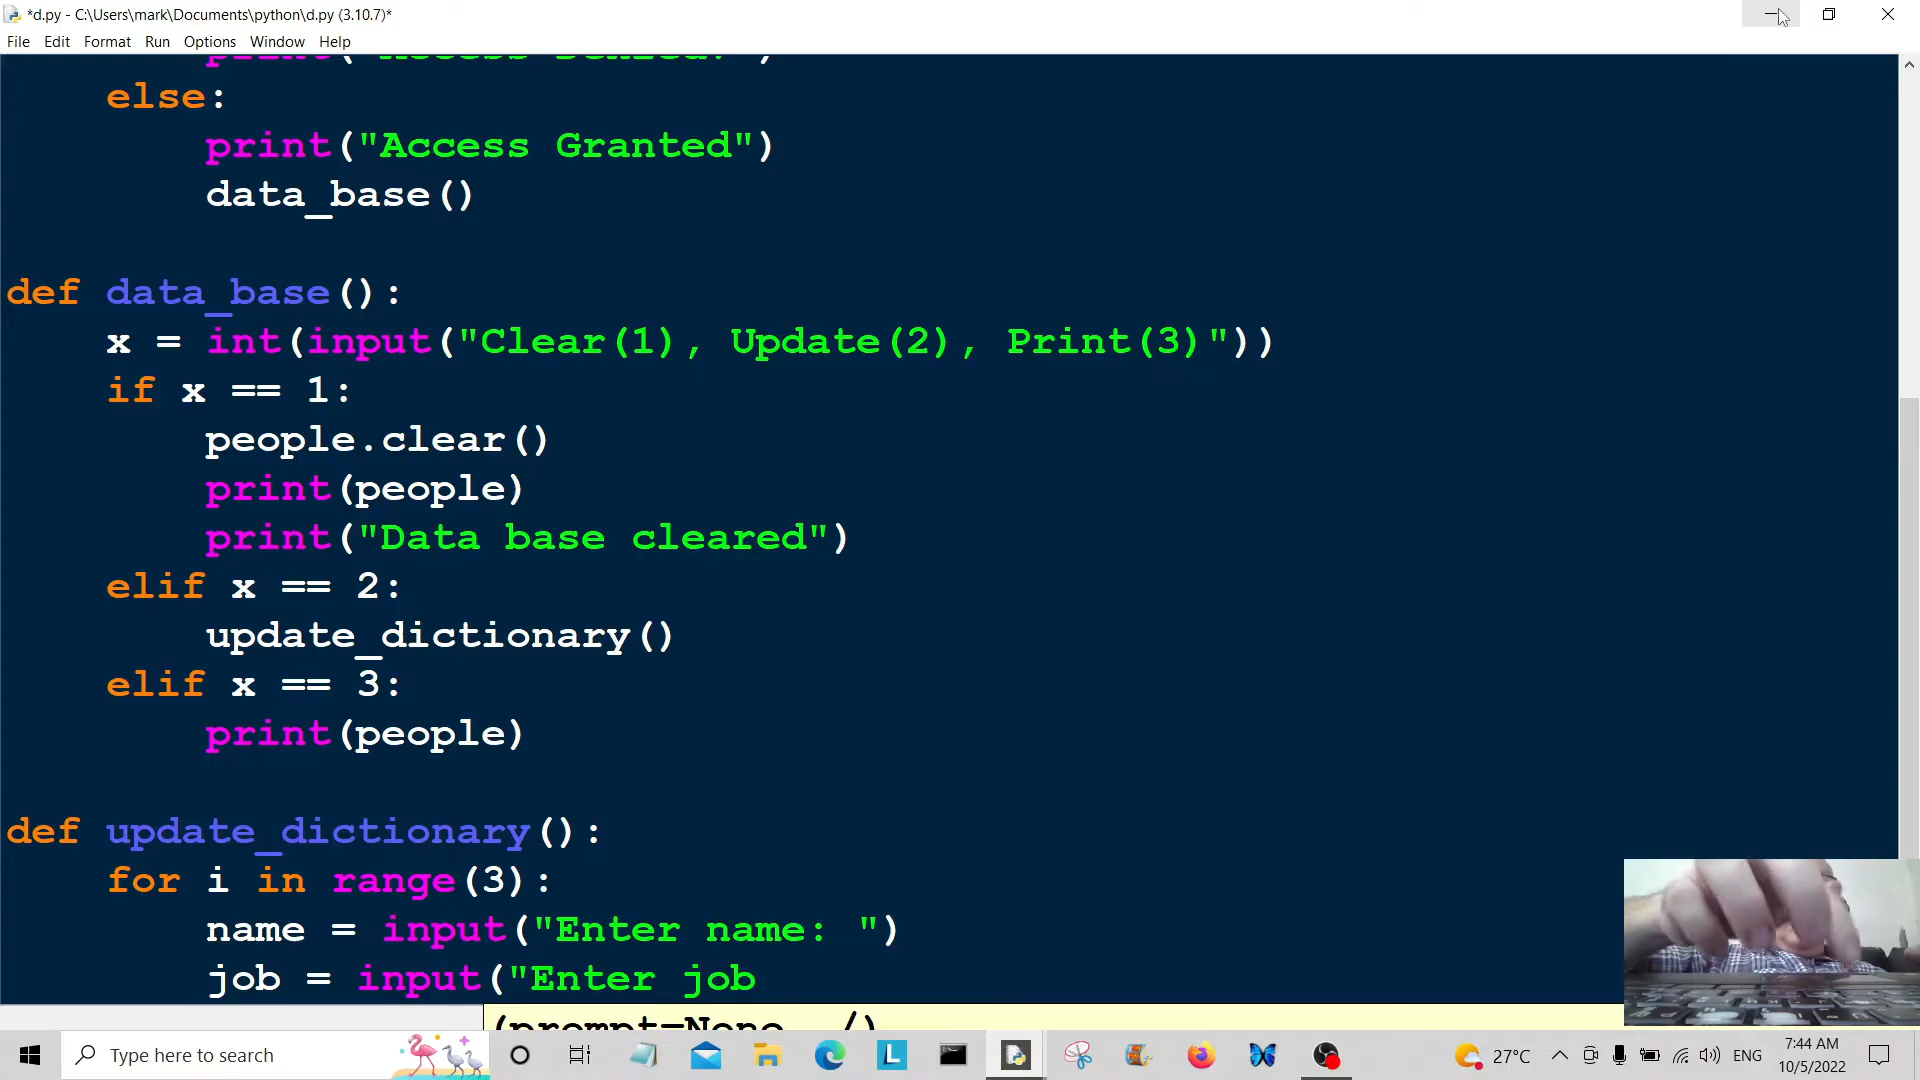 *d.py - C:\Users\mark\Documents\python\d.py (3.10.7)*
File Edit Format Run Options Window Help
else:
print("Access Granted")
data_base()
def data_base():
x = int(input("Clear(1), Update(2), Print(3)"))
if x == 1:
people.clear()
print(people)
print("Data base cleared")
elif x == 2:
update_dictionary()
elif x == 3:
print(people)
def update_dictionary():
for i in range(3):
name = input("Enter name: ")
job = input("Enter job
(prompt=None, /)
Type here to search
27°C
ENG
7:44 AM
10/5/2022